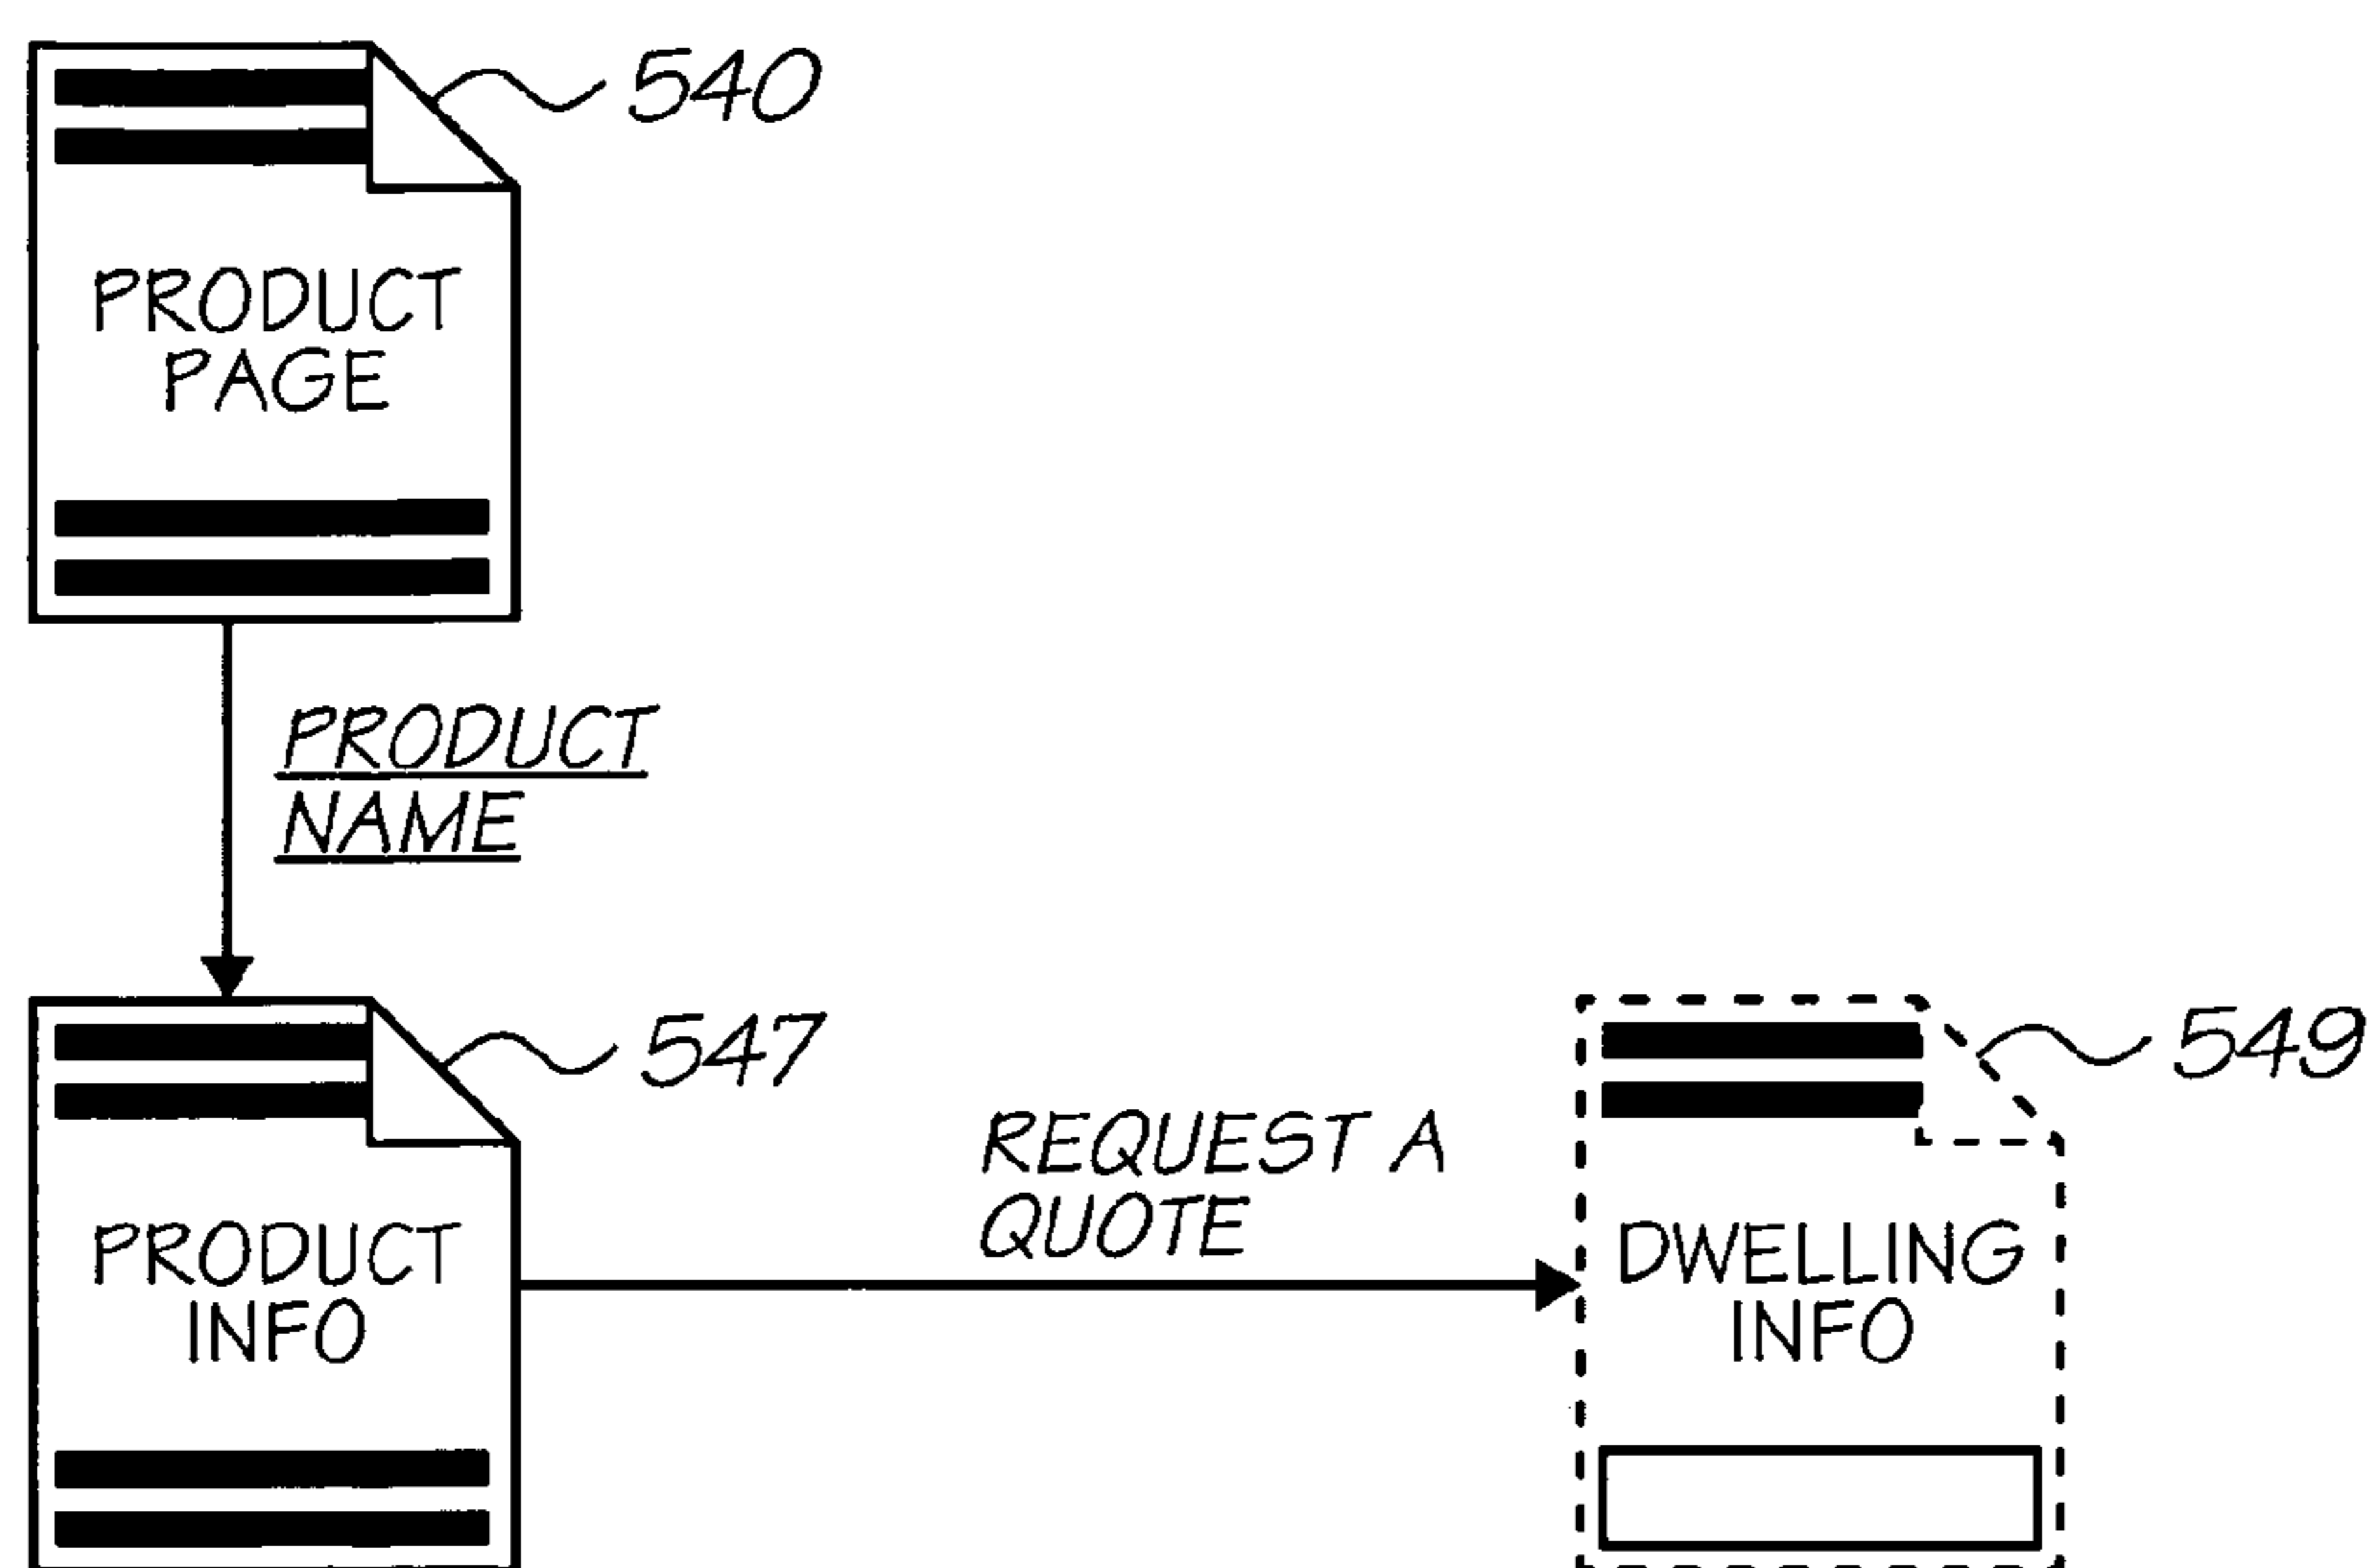 540
PRODUCT
PAGE
PRODUCT
NAME
547
549
REQUEST A
QUOTE
PRODUCT
INFO
DWELLING
INFO